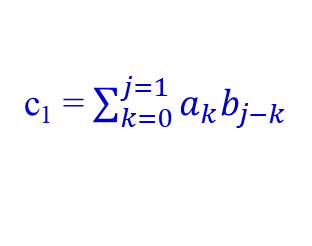 c₁ = ∑_{k=0}^{j=1} a_k b_{j−k}